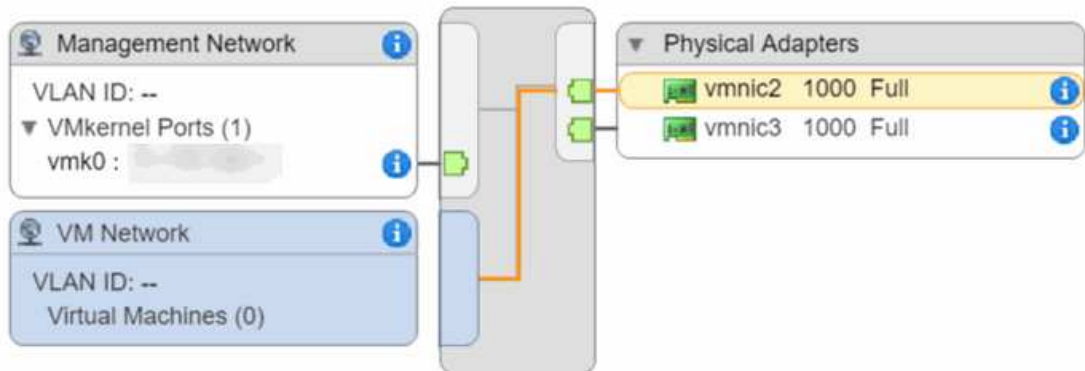 Management Network
VLAN ID: --
VMkernel Ports (1)
vmk0 :
VM Network
VLAN ID: --
Virtual Machines (0)
Physical Adapters
vmnic2 1000 Full
vmnic3 1000 Full